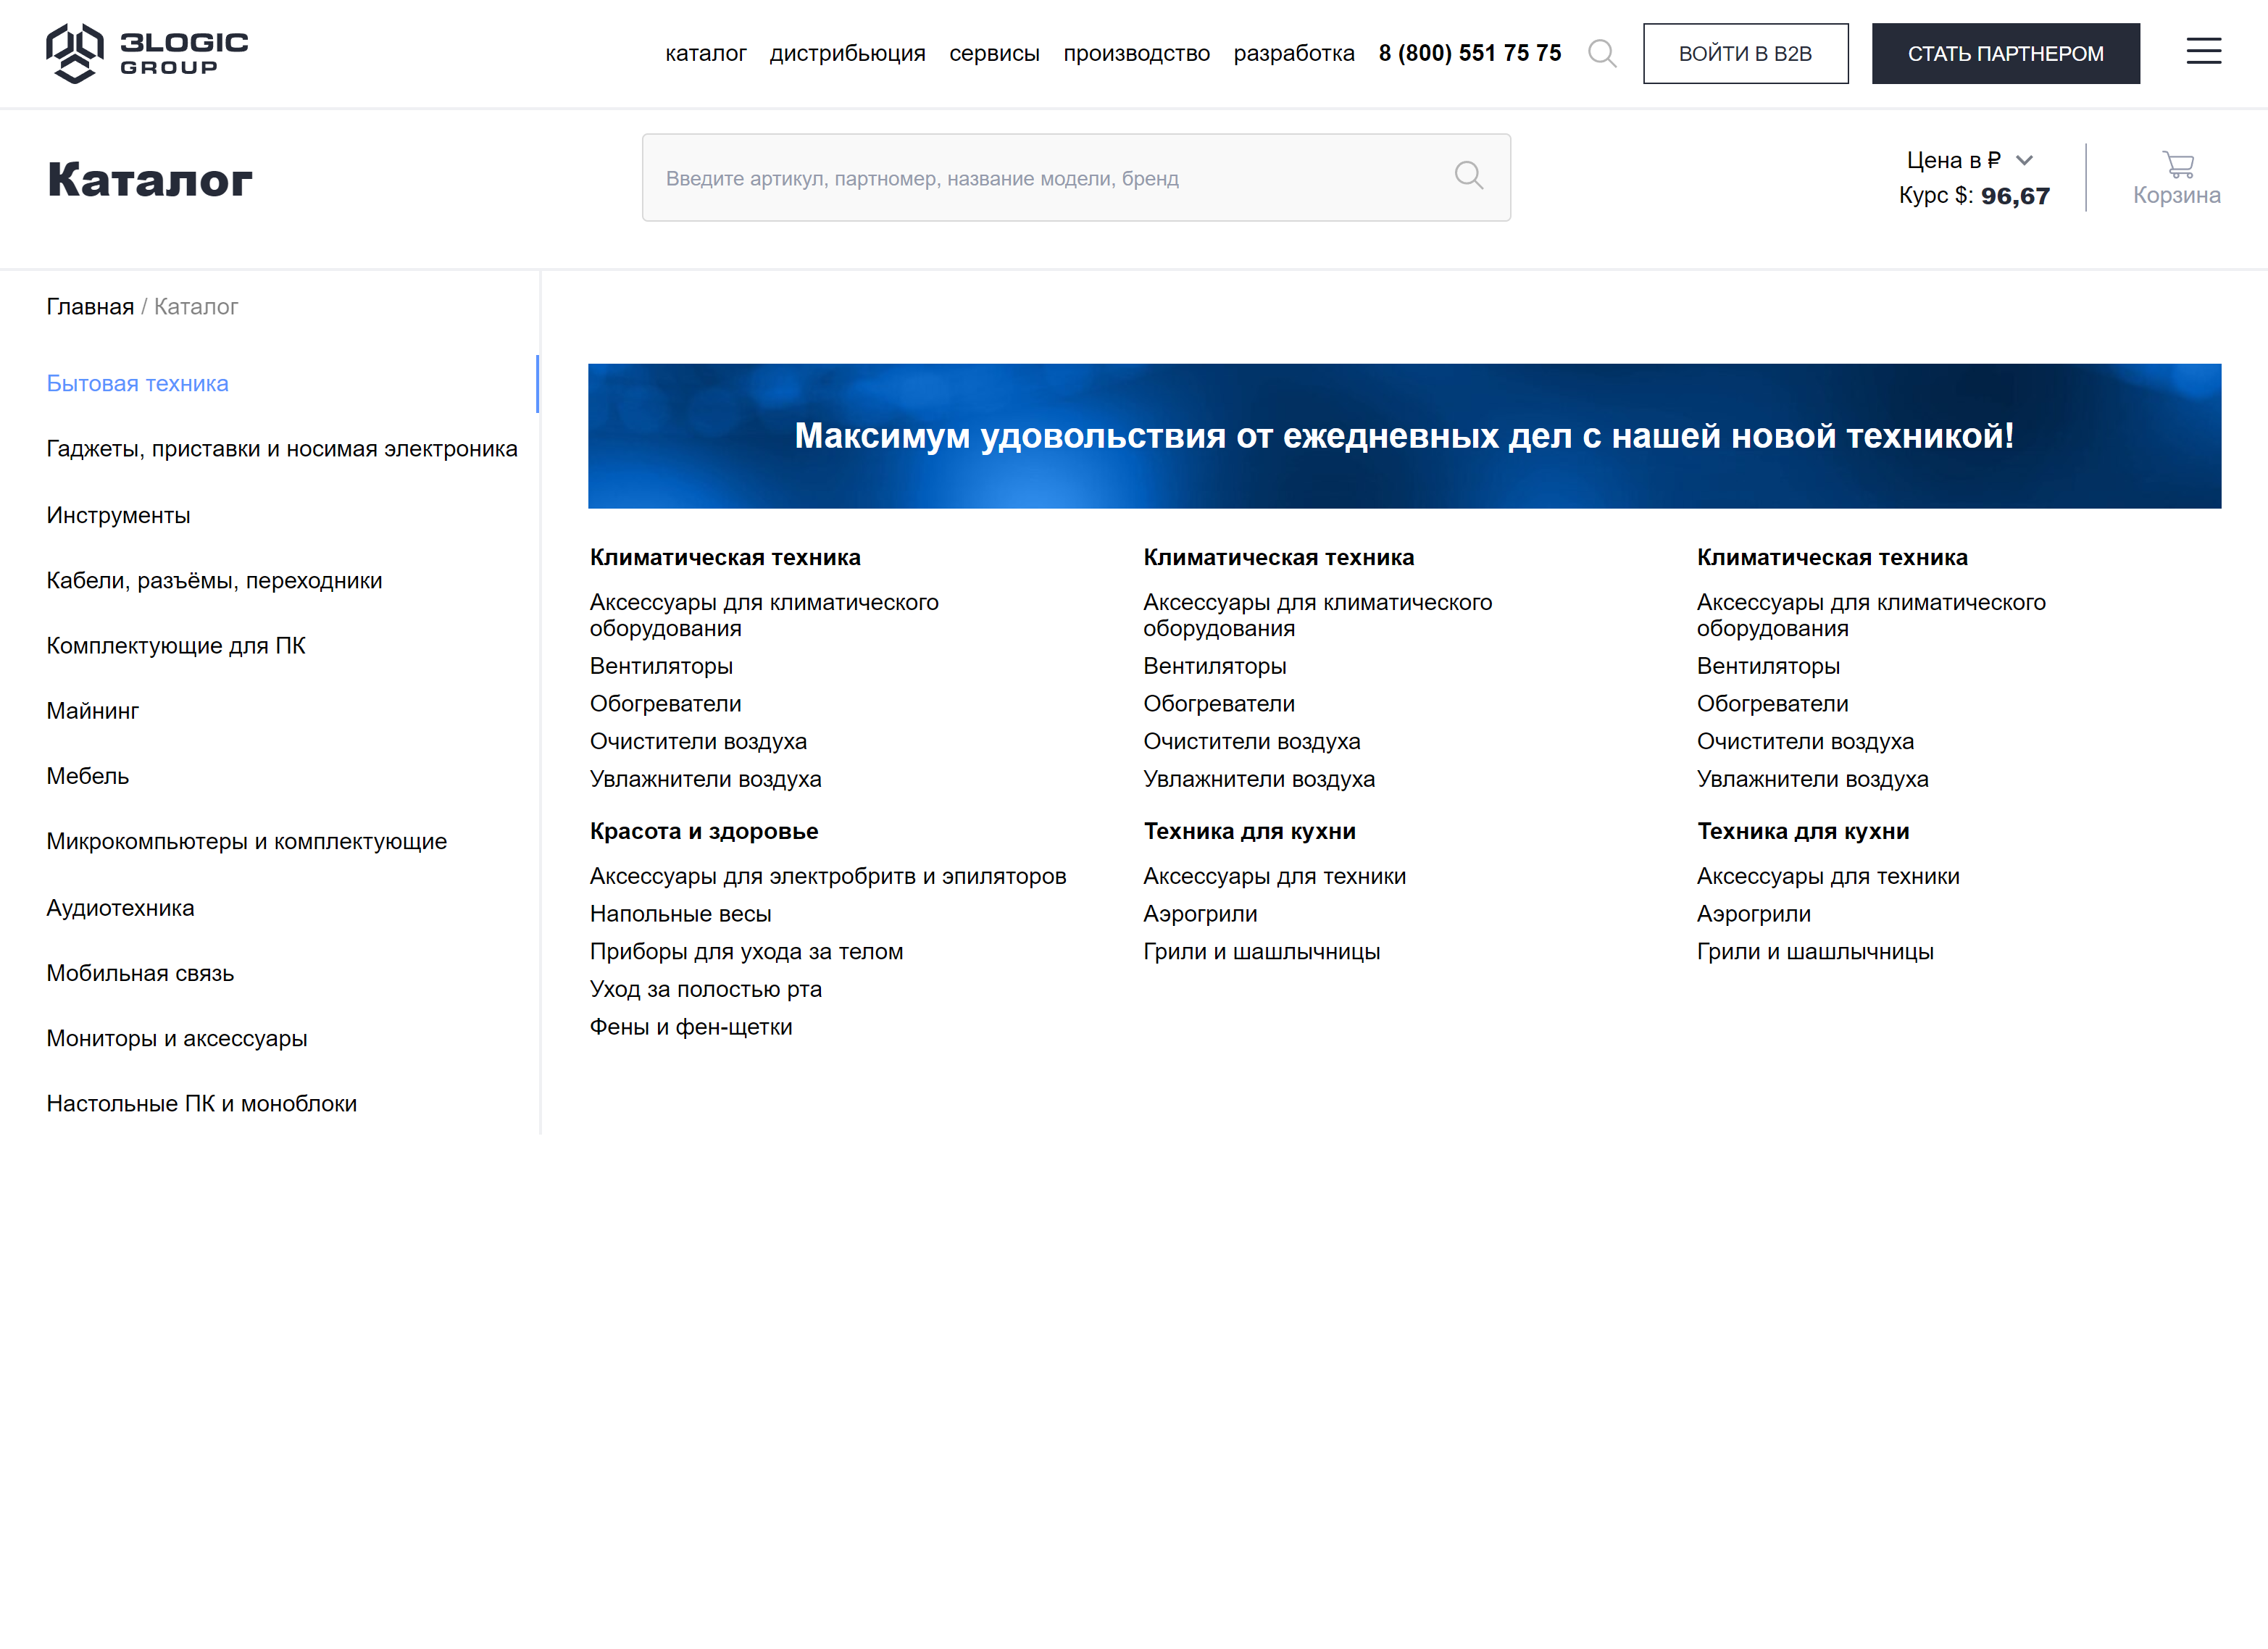 3LOGIC
GROUP
каталог дистрибьюция сервисы производство разработка 8 (800) 551 75 75 ВОЙТИ В B2B СТАТЬ ПАРТНЕРОМ
Каталог
Введите артикул, партномер, название модели, бренд
Цена в ₽
Курс $: 96,67
Корзина
Главная / Каталог
Бытовая техника
Гаджеты, приставки и носимая электроника
Инструменты
Кабели, разъёмы, переходники
Комплектующие для ПК
Майнинг
Мебель
Микрокомпьютеры и комплектующие
Аудиотехника
Мобильная связь
Мониторы и аксессуары
Настольные ПК и моноблоки
Максимум удовольствия от ежедневных дел с нашей новой техникой!
Климатическая техника
Аксессуары для климатического
оборудования
Вентиляторы
Обогреватели
Очистители воздуха
Увлажнители воздуха
Красота и здоровье
Аксессуары для электробритв и эпиляторов
Напольные весы
Приборы для ухода за телом
Уход за полостью рта
Фены и фен-щетки
Климатическая техника
Аксессуары для климатического
оборудования
Вентиляторы
Обогреватели
Очистители воздуха
Увлажнители воздуха
Техника для кухни
Аксессуары для техники
Аэрогрили
Грили и шашлычницы
Климатическая техника
Аксессуары для климатического
оборудования
Вентиляторы
Обогреватели
Очистители воздуха
Увлажнители воздуха
Техника для кухни
Аксессуары для техники
Аэрогрили
Грили и шашлычницы